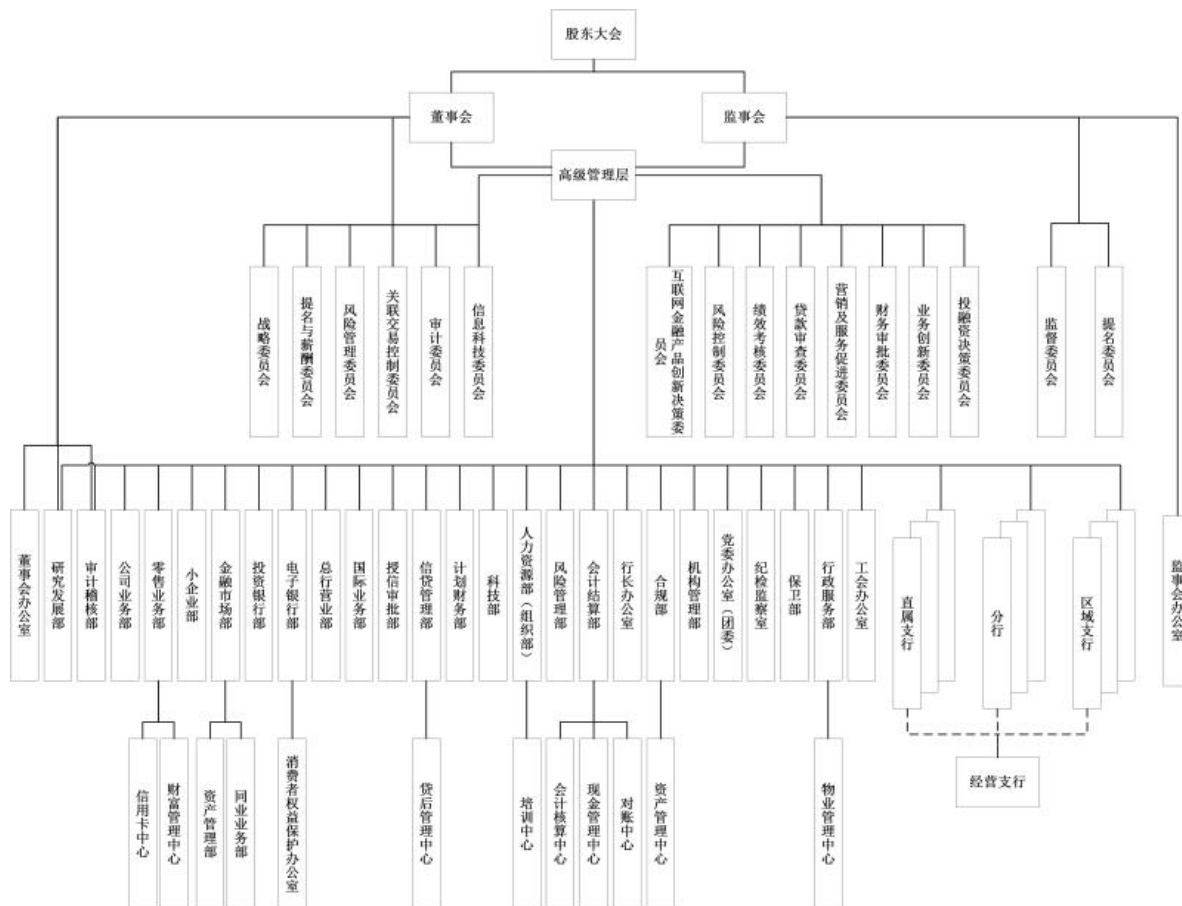 股东大会
董事会
监事会
高级管理层
战略委员会
提名与薪酬委员会
风险管理委员会
关联交易控制委员会
审计委员会
信息科技委员会
互联网金融产品创新决策委
员会
风险控制委员会
绩效考核委员会
贷款审查委员会
营销及服务促进委员会
财务审批委员会
业务创新委员会
投融资决策委员会
监督委员会
提名委员会
董事会办公室
研究发展部
审计稽核部
公司业务部
零售业务部
小企业部
金融市场部
投资银行部
电子银行部
总行营业部
国际业务部
授信审批部
信贷管理部
计划财务部
科技部
人力资源部（组织部）
风险管理部
会计结算部
行长办公室
合规部
机构管理部
党委办公室（团委）
纪检监察室
保卫部
行政服务部
工会办公室
直属支行
分行
区域支行
监事会办公室
信用卡中心
财富管理中心
资产管理部
同业业务部
消费者权益保护办公室
贷后管理中心
培训中心
会计核算中心
现金管理中心
对账中心
资产管理中心
物业管理中心
经营支行